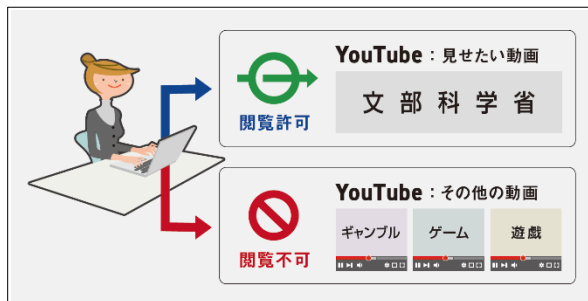 YouTube：見せたい動画
文部科学省
閲覧許可
YouTube：その他の動画
ギャンブル
ゲーム
遊戯
閲覧不可